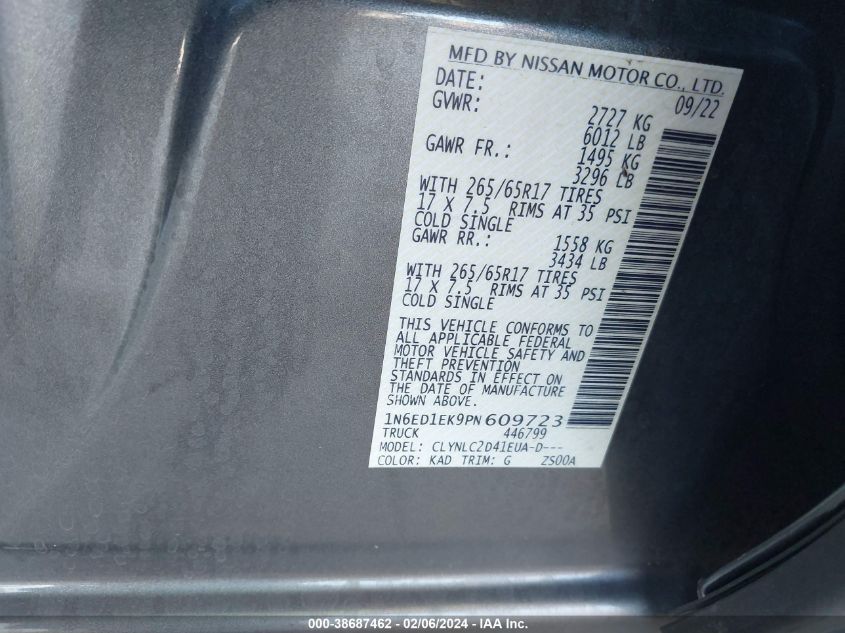 MFD BY NISSAN MOTOR CO., LTD.
DATE: 09/22
GVWR: 2727 KG
6012 LB
GAWR FR.: 1495 KG
3296 LB
WITH 265/65R17 TIRES
17 X 7.5 RIMS AT 35 PSI
COLD SINGLE
GAWR RR.: 1558 KG
3434 LB
WITH 265/65R17 TIRES
17 X 7.5 RIMS AT 35 PSI
COLD SINGLE
THIS VEHICLE CONFORMS TO
ALL APPLICABLE FEDERAL
MOTOR VEHICLE SAFETY AND
THEFT PREVENTION
STANDARDS IN EFFECT ON
THE DATE OF MANUFACTURE
SHOWN ABOVE.
1N6ED1EK9PN609723
TRUCK 446799
MODEL: CLYNLC2D41EUA-D---
COLOR: KAD TRIM: G ZS00A
000-38687462 - 02/06/2024 - IAA Inc.